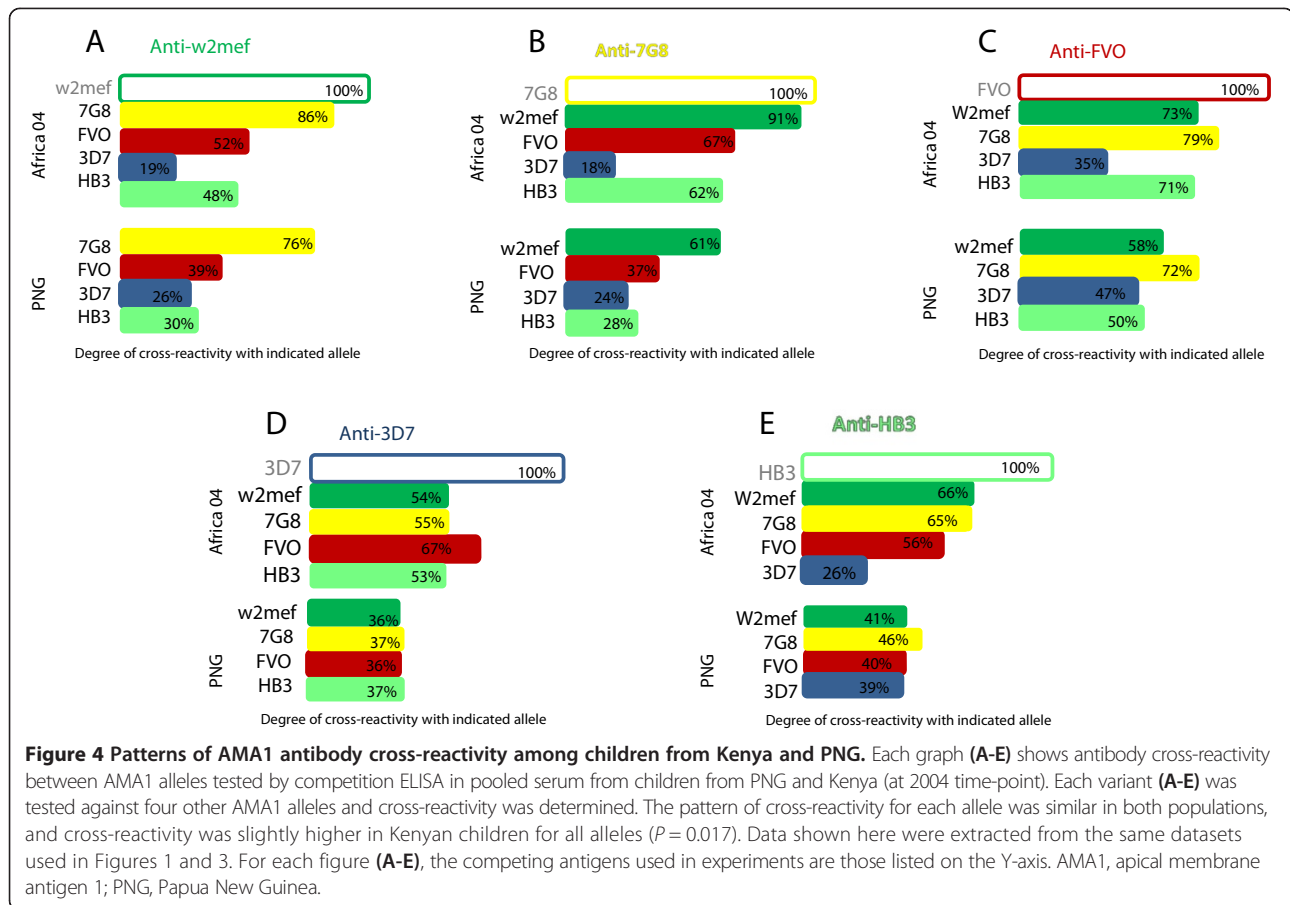 A
Anti-w2mef
Africa 04
w2mef 100%
7G8 86%
FVO 52%
3D7 19%
HB3 48%
PNG
7G8 76%
FVO 39%
3D7 26%
HB3 30%
Degree of cross-reactivity with indicated allele
B
Anti-7G8
Africa 04
7G8 100%
w2mef 91%
FVO 67%
3D7 18%
HB3 62%
PNG
w2mef 61%
FVO 37%
3D7 24%
HB3 28%
Degree of cross-reactivity with indicated allele
C
Anti-FVO
Africa 04
FVO 100%
W2mef 73%
7G8 79%
3D7 35%
HB3 71%
PNG
w2mef 58%
7G8 72%
3D7 47%
HB3 50%
Degree of cross-reactivity with indicated allele
D
Anti-3D7
Africa 04
3D7 100%
w2mef 54%
7G8 55%
FVO 67%
HB3 53%
PNG
w2mef 36%
7G8 37%
FVO 36%
HB3 37%
Degree of cross-reactivity with indicated allele
E
Anti-HB3
Africa 04
HB3 100%
W2mef 66%
7G8 65%
FVO 56%
3D7 26%
PNG
W2mef 41%
7G8 46%
FVO 40%
3D7 39%
Degree of cross-reactivity with indicated allele
Figure 4 Patterns of AMA1 antibody cross-reactivity among children from Kenya and PNG. Each graph (A-E) shows antibody cross-reactivity
between AMA1 alleles tested by competition ELISA in pooled serum from children from PNG and Kenya (at 2004 time-point). Each variant (A-E) was
tested against four other AMA1 alleles and cross-reactivity was determined. The pattern of cross-reactivity for each allele was similar in both populations,
and cross-reactivity was slightly higher in Kenyan children for all alleles (P = 0.017). Data shown here were extracted from the same datasets
used in Figures 1 and 3. For each figure (A-E), the competing antigens used in experiments are those listed on the Y-axis. AMA1, apical membrane
antigen 1; PNG, Papua New Guinea.